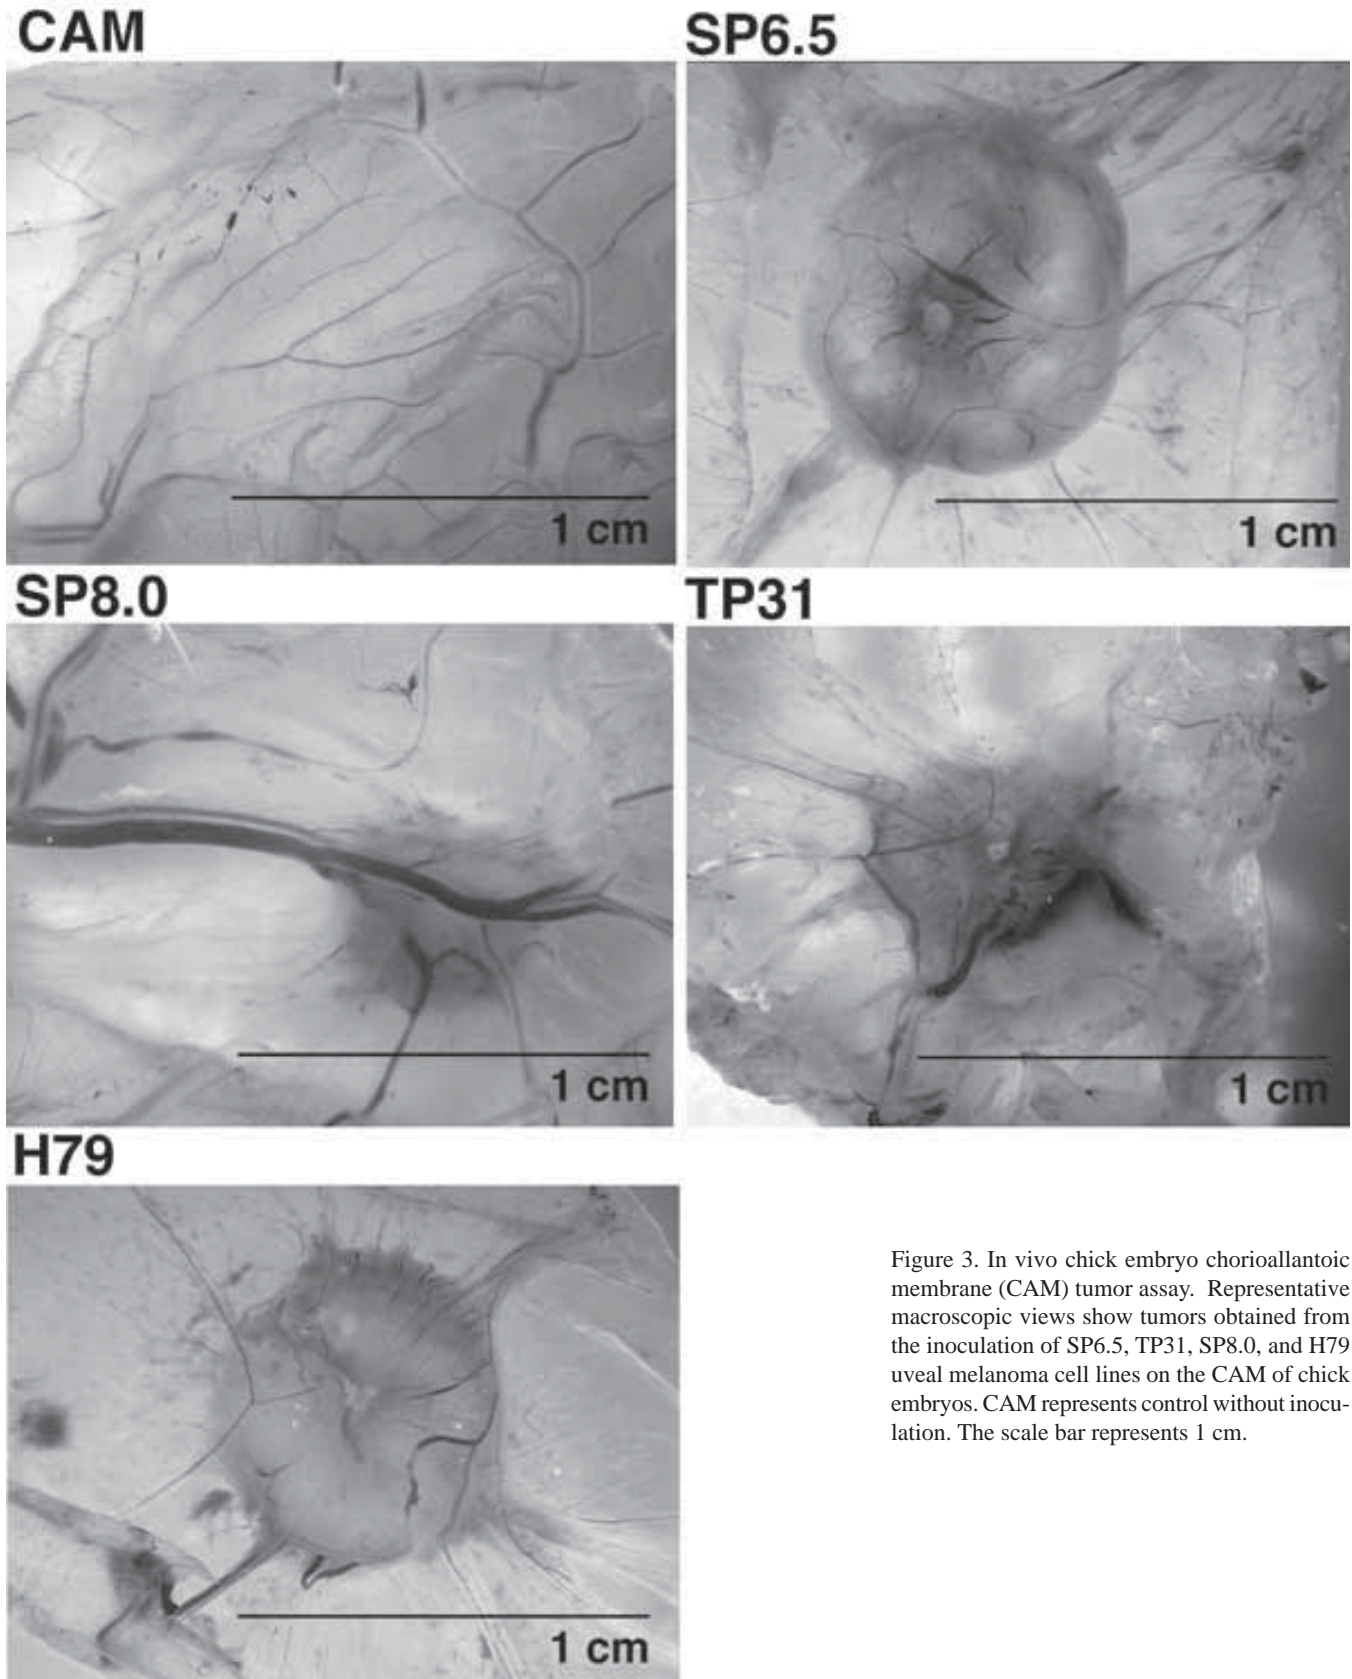 CAM
SP6.5
1 cm
1 cm
SP8.0
TP31
1 cm
1 cm
H79
1 cm
Figure 3. In vivo chick embryo chorioallantoic
membrane (CAM) tumor assay. Representative
macroscopic views show tumors obtained from
the inoculation of SP6.5, TP31, SP8.0, and H79
uveal melanoma cell lines on the CAM of chick
embryos. CAM represents control without inocu-
lation. The scale bar represents 1 cm.